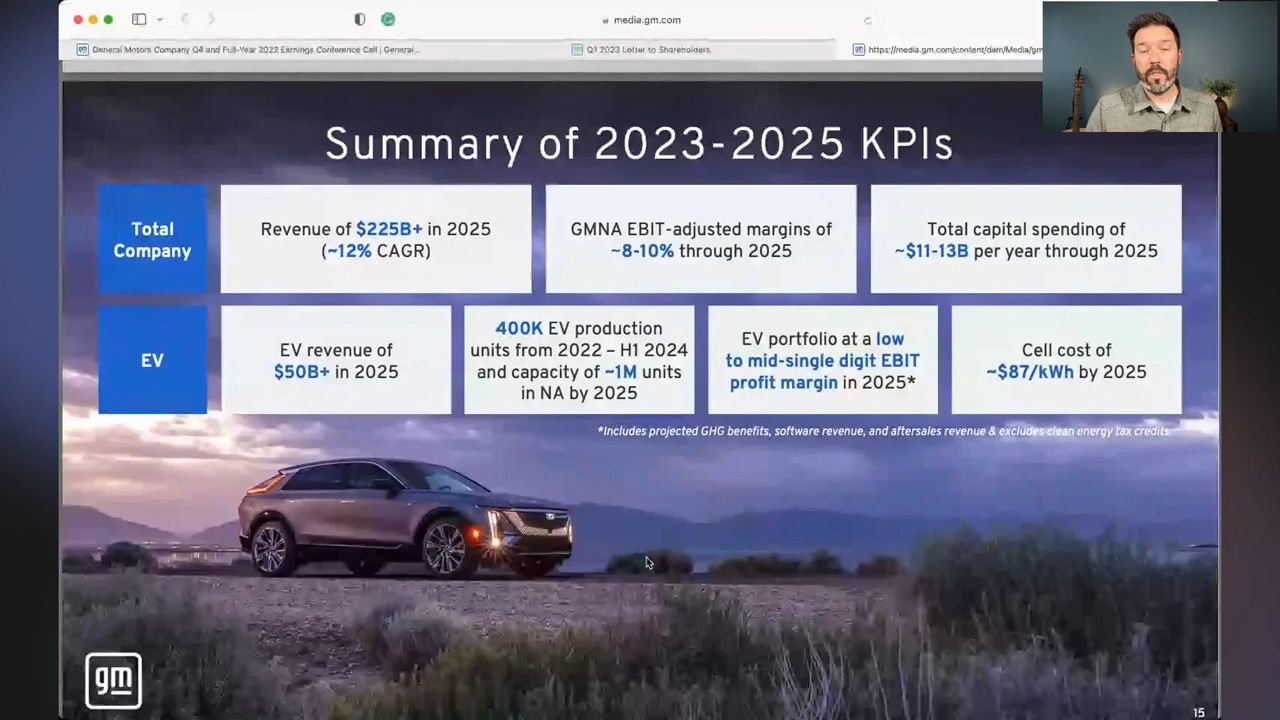 media.gm.com
General Motors Company Q4 and Full-Year 2022 Earnings Conference Call | General...
Q1 2023 Letter to Shareholders
https://media.gm.com/content/dam/Media/gm
Summary of 2023-2025 KPIs
Total
Company
Revenue of $225B+ in 2025
(~12% CAGR)
GMNA EBIT-adjusted margins of
~8-10% through 2025
Total capital spending of
~$11-13B per year through 2025
EV
EV revenue of
$50B+ in 2025
400K EV production
units from 2022 – H1 2024
and capacity of ~1M units
in NA by 2025
EV portfolio at a low
to mid-single digit EBIT
profit margin in 2025*
Cell cost of
~$87/kWh by 2025
*Includes projected GHG benefits, software revenue, and aftersales revenue & excludes clean energy tax credits
gm
15